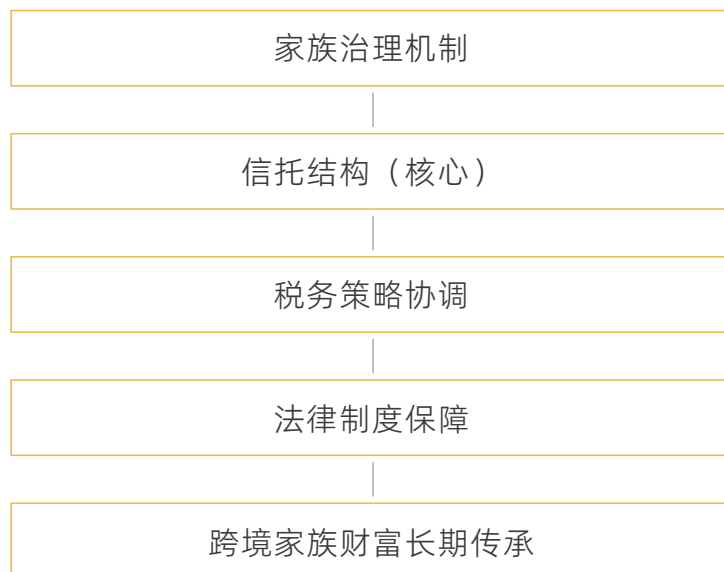 家族治理机制
信托结构（核心）
税务策略协调
法律制度保障
跨境家族财富长期传承